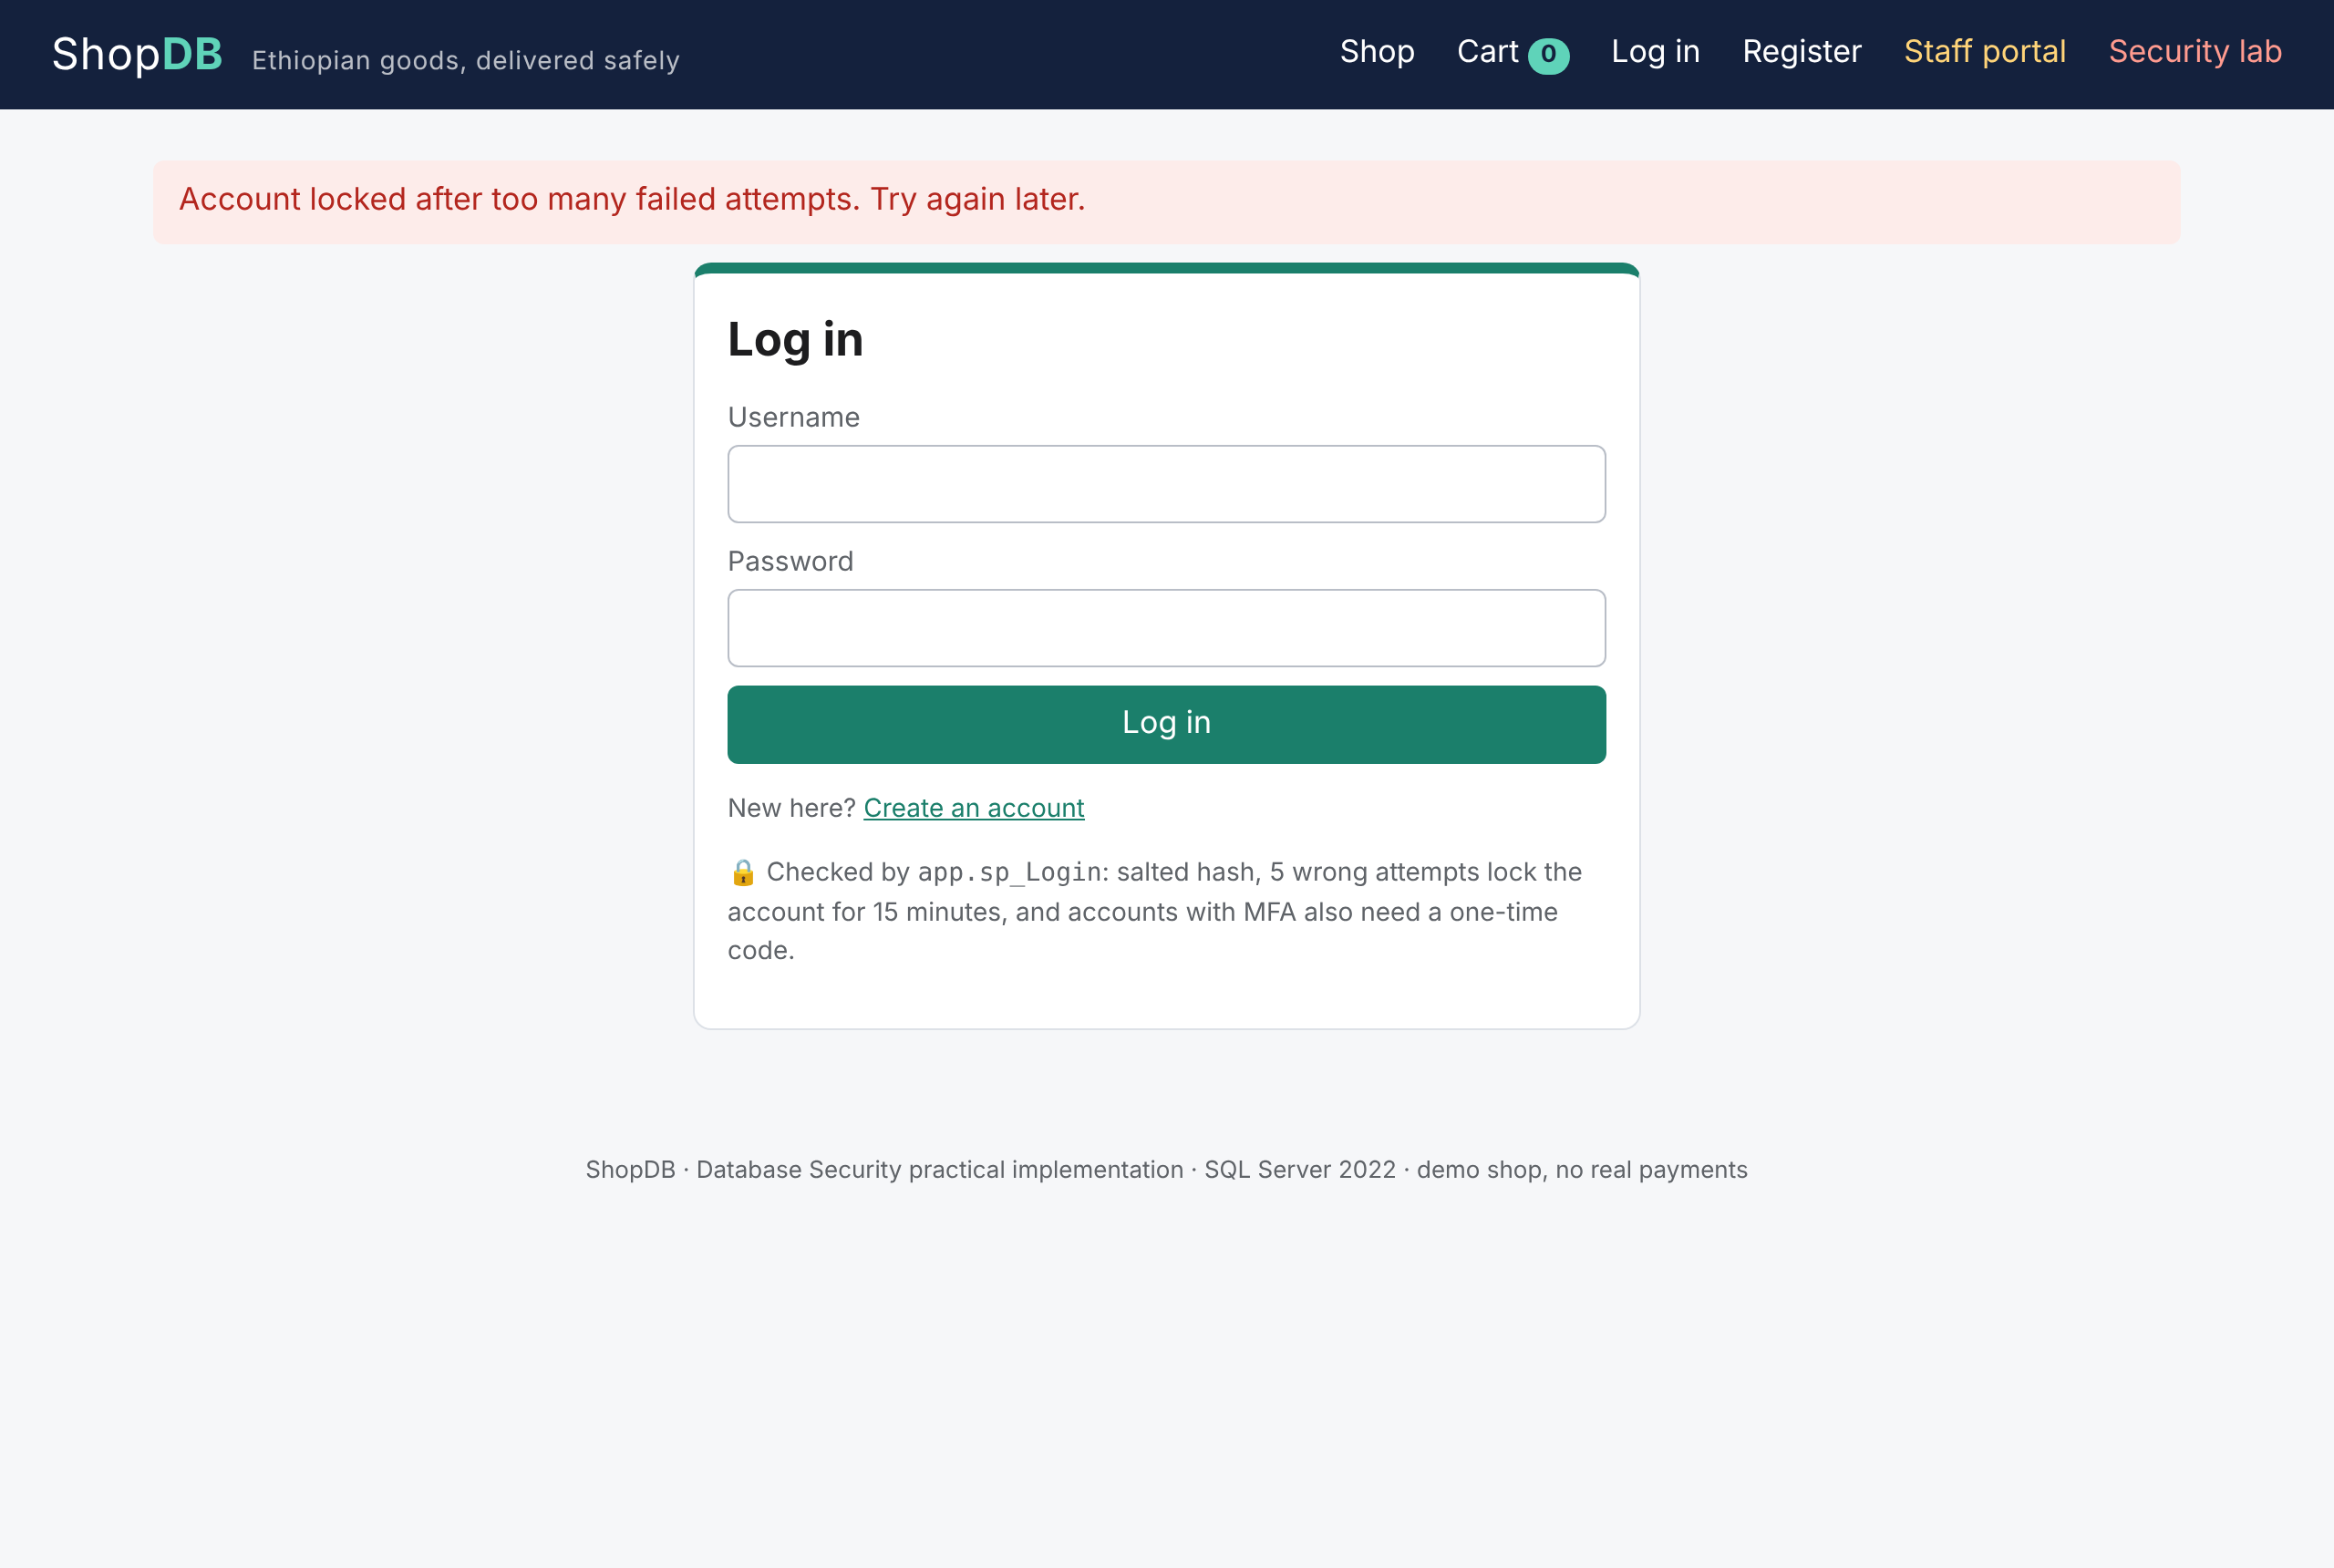 ShopDB Ethiopian goods, delivered safely Shop Cart 0 Log in Register Staff portal Security lab
Account locked after too many failed attempts. Try again later.
Log in
Username
Password
Log in
New here? Create an account
🔒 Checked by app.sp_Login: salted hash, 5 wrong attempts lock the
account for 15 minutes, and accounts with MFA also need a one-time
code.
ShopDB · Database Security practical implementation · SQL Server 2022 · demo shop, no real payments